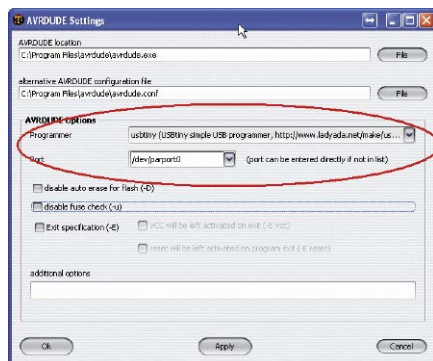 AVRDUDE Settings
AVRDUDE location
C:\Program Files\avrdude\avrdude.exe
File
alternative AVRDUDE configuration file
C:\Program Files\avrdude\avrdude.conf
File
AVRDUDE Options
Programmer
usbtiny (USBtiny simple USB programmer, http://www.ladyada.net/make/us...
Port
/dev/parport0
(port can be entered directly if not in list)
disable auto erase for flash (-D)
disable fuse check (-u)
Exit specification (-E)
VCC will be left activated on exit (-E vcc)
reset will be left activated on program exit (-E reset)
additional options
Ok
Apply
Cancel